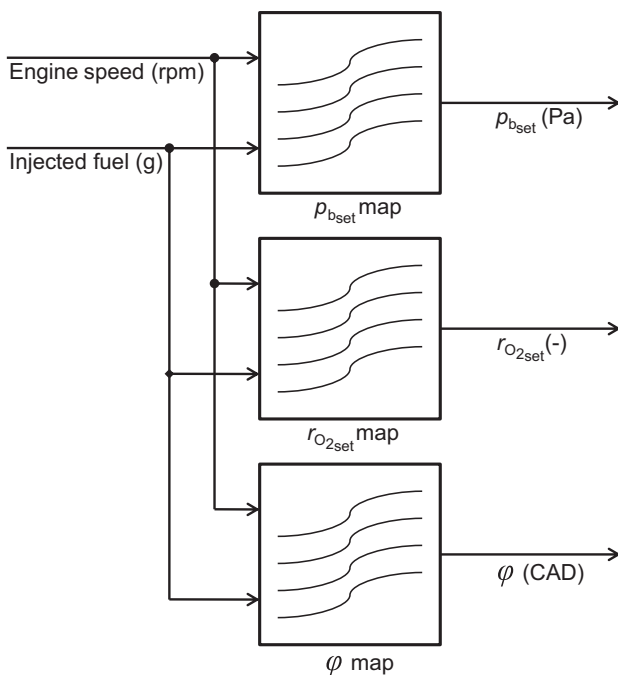 Engine speed (rpm)
Injected fuel (g)
p_bset (Pa)
p_bset map
r_O2set (-)
r_O2set map
φ (CAD)
φ map